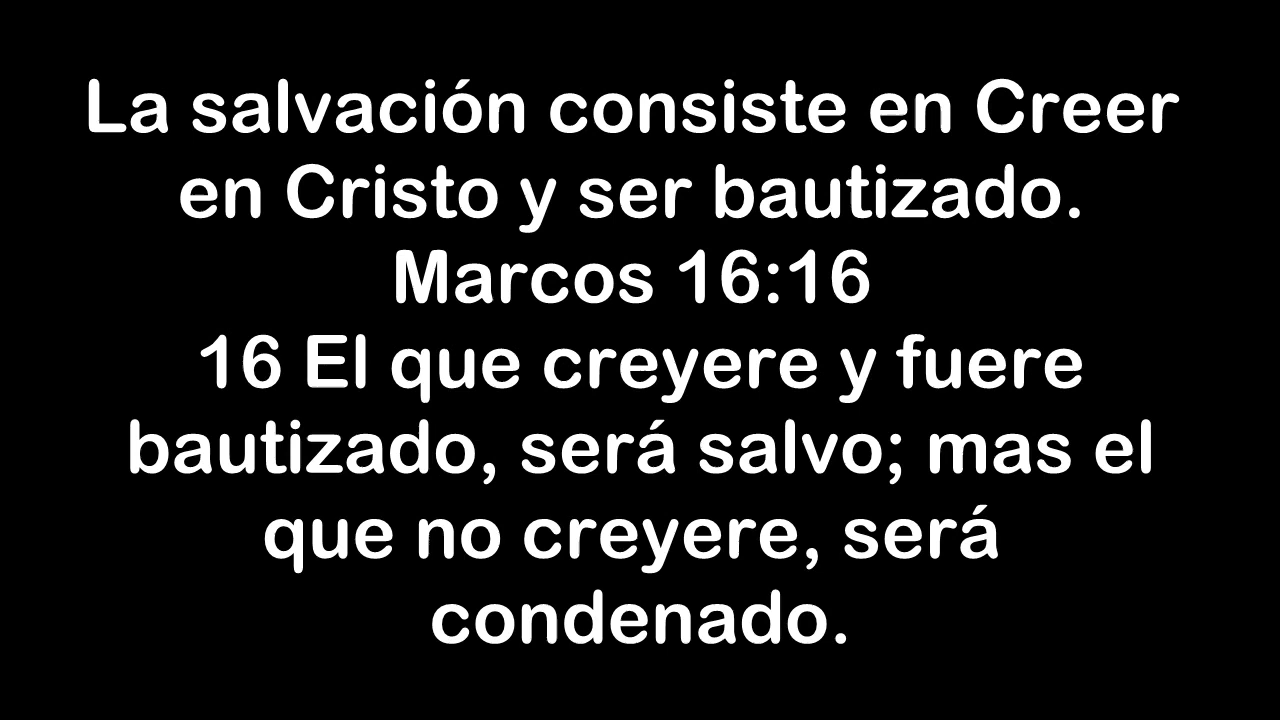 La salvación consiste en Creer
en Cristo y ser bautizado.
Marcos 16:16
16 El que creyere y fuere
bautizado, será salvo; mas el
que no creyere, será
condenado.